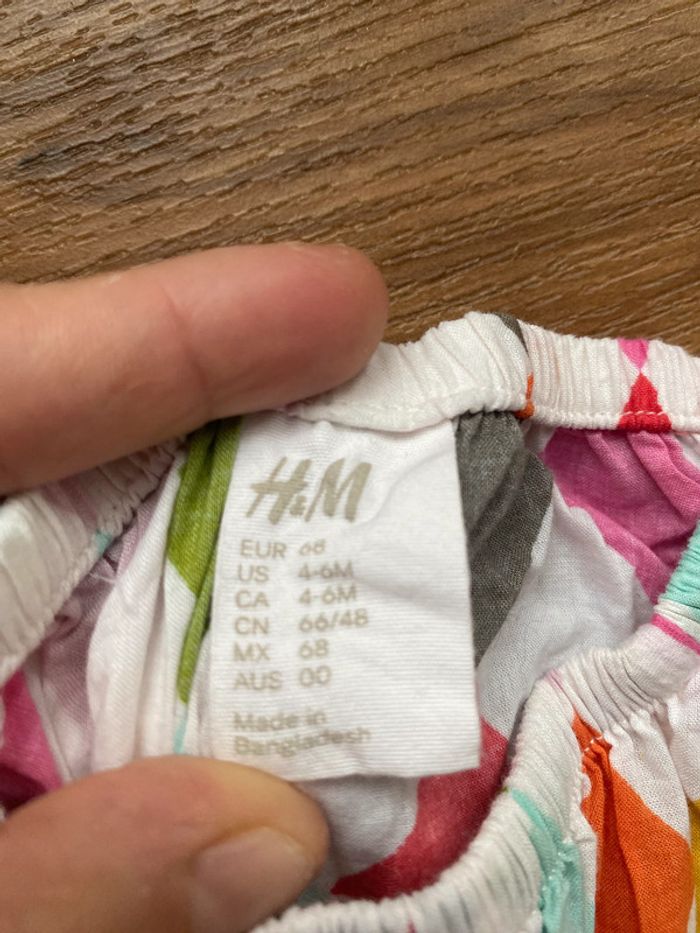 H&M
EUR 68
US 4-6M
CA 4-6M
CN 66/48
MX 68
AUS 00
Made in
Bangladesh